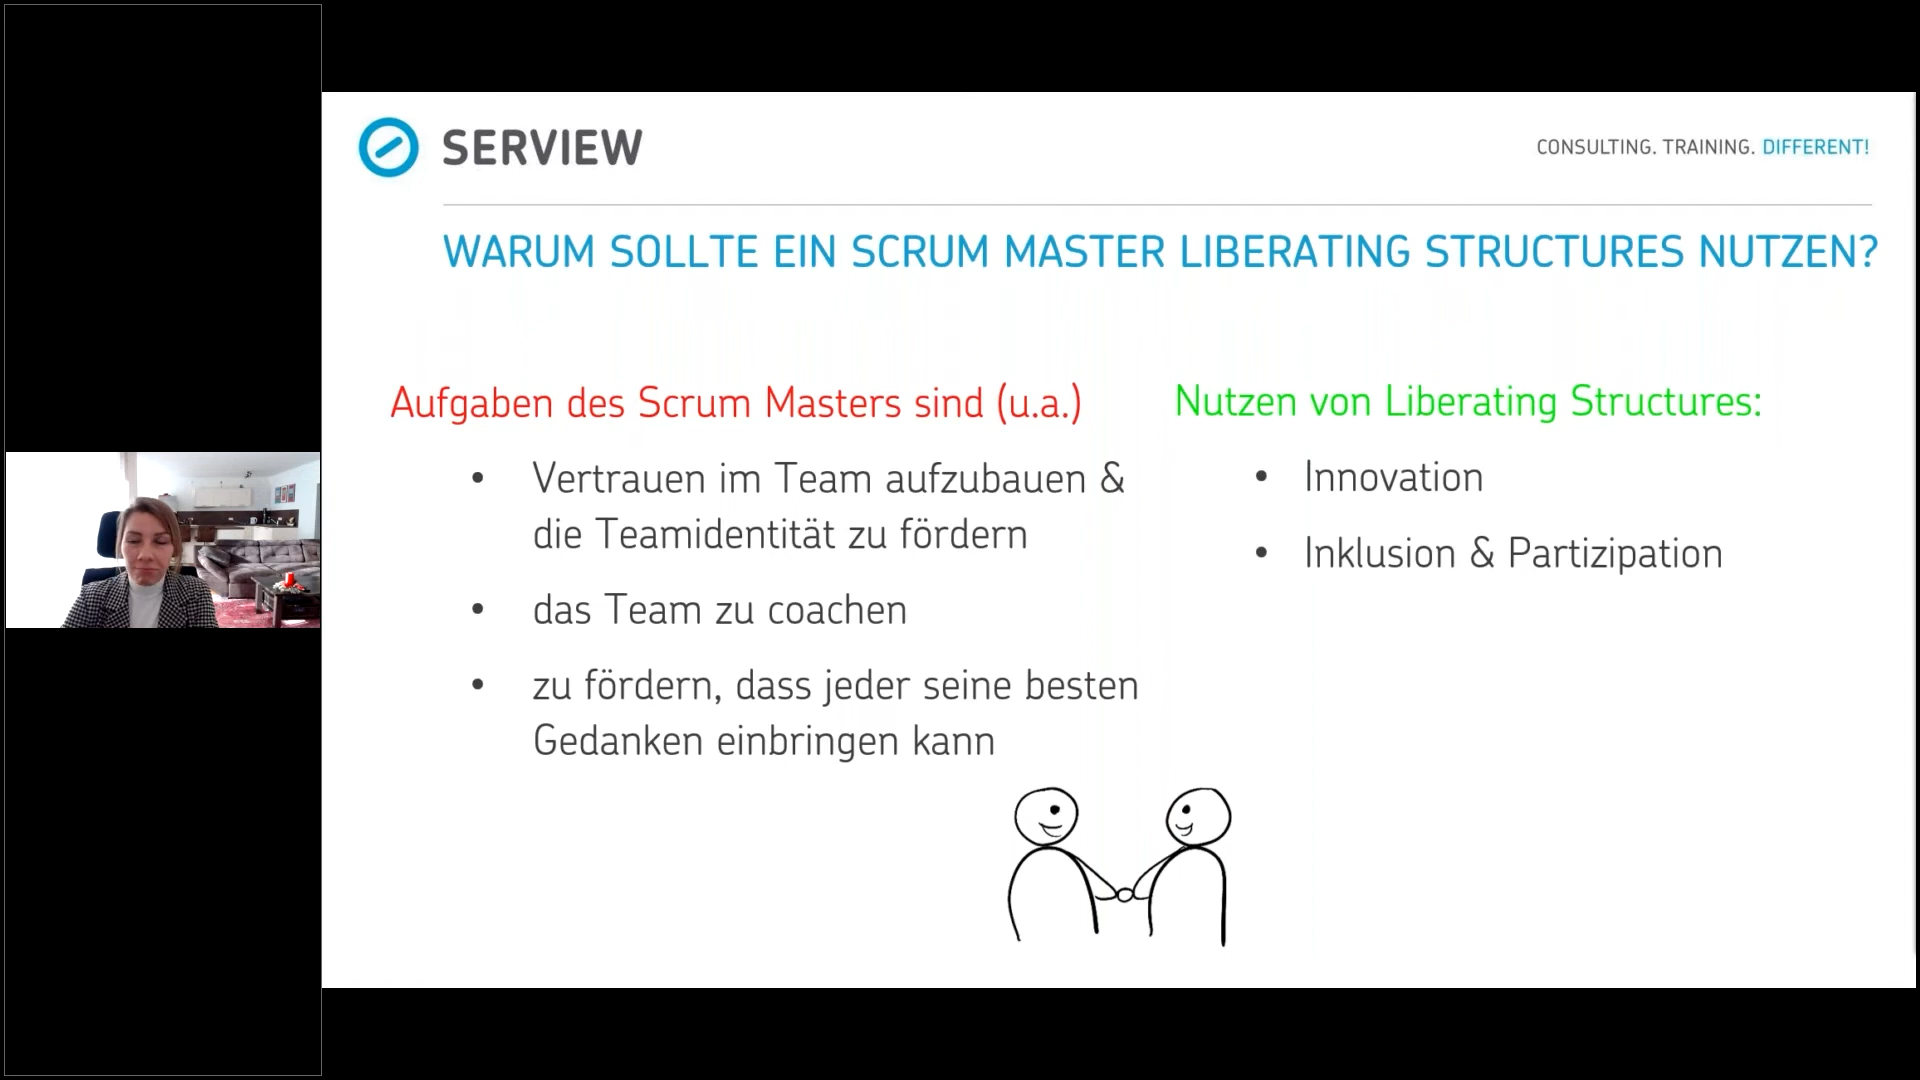 SERVIEW
CONSULTING. TRAINING. DIFFERENT!
WARUM SOLLTE EIN SCRUM MASTER LIBERATING STRUCTURES NUTZEN?
Aufgaben des Scrum Masters sind (u.a.)
• Vertrauen im Team aufzubauen &
die Teamidentität zu fördern
• das Team zu coachen
• zu fördern, dass jeder seine besten
Gedanken einbringen kann
Nutzen von Liberating Structures:
• Innovation
• Inklusion & Partizipation